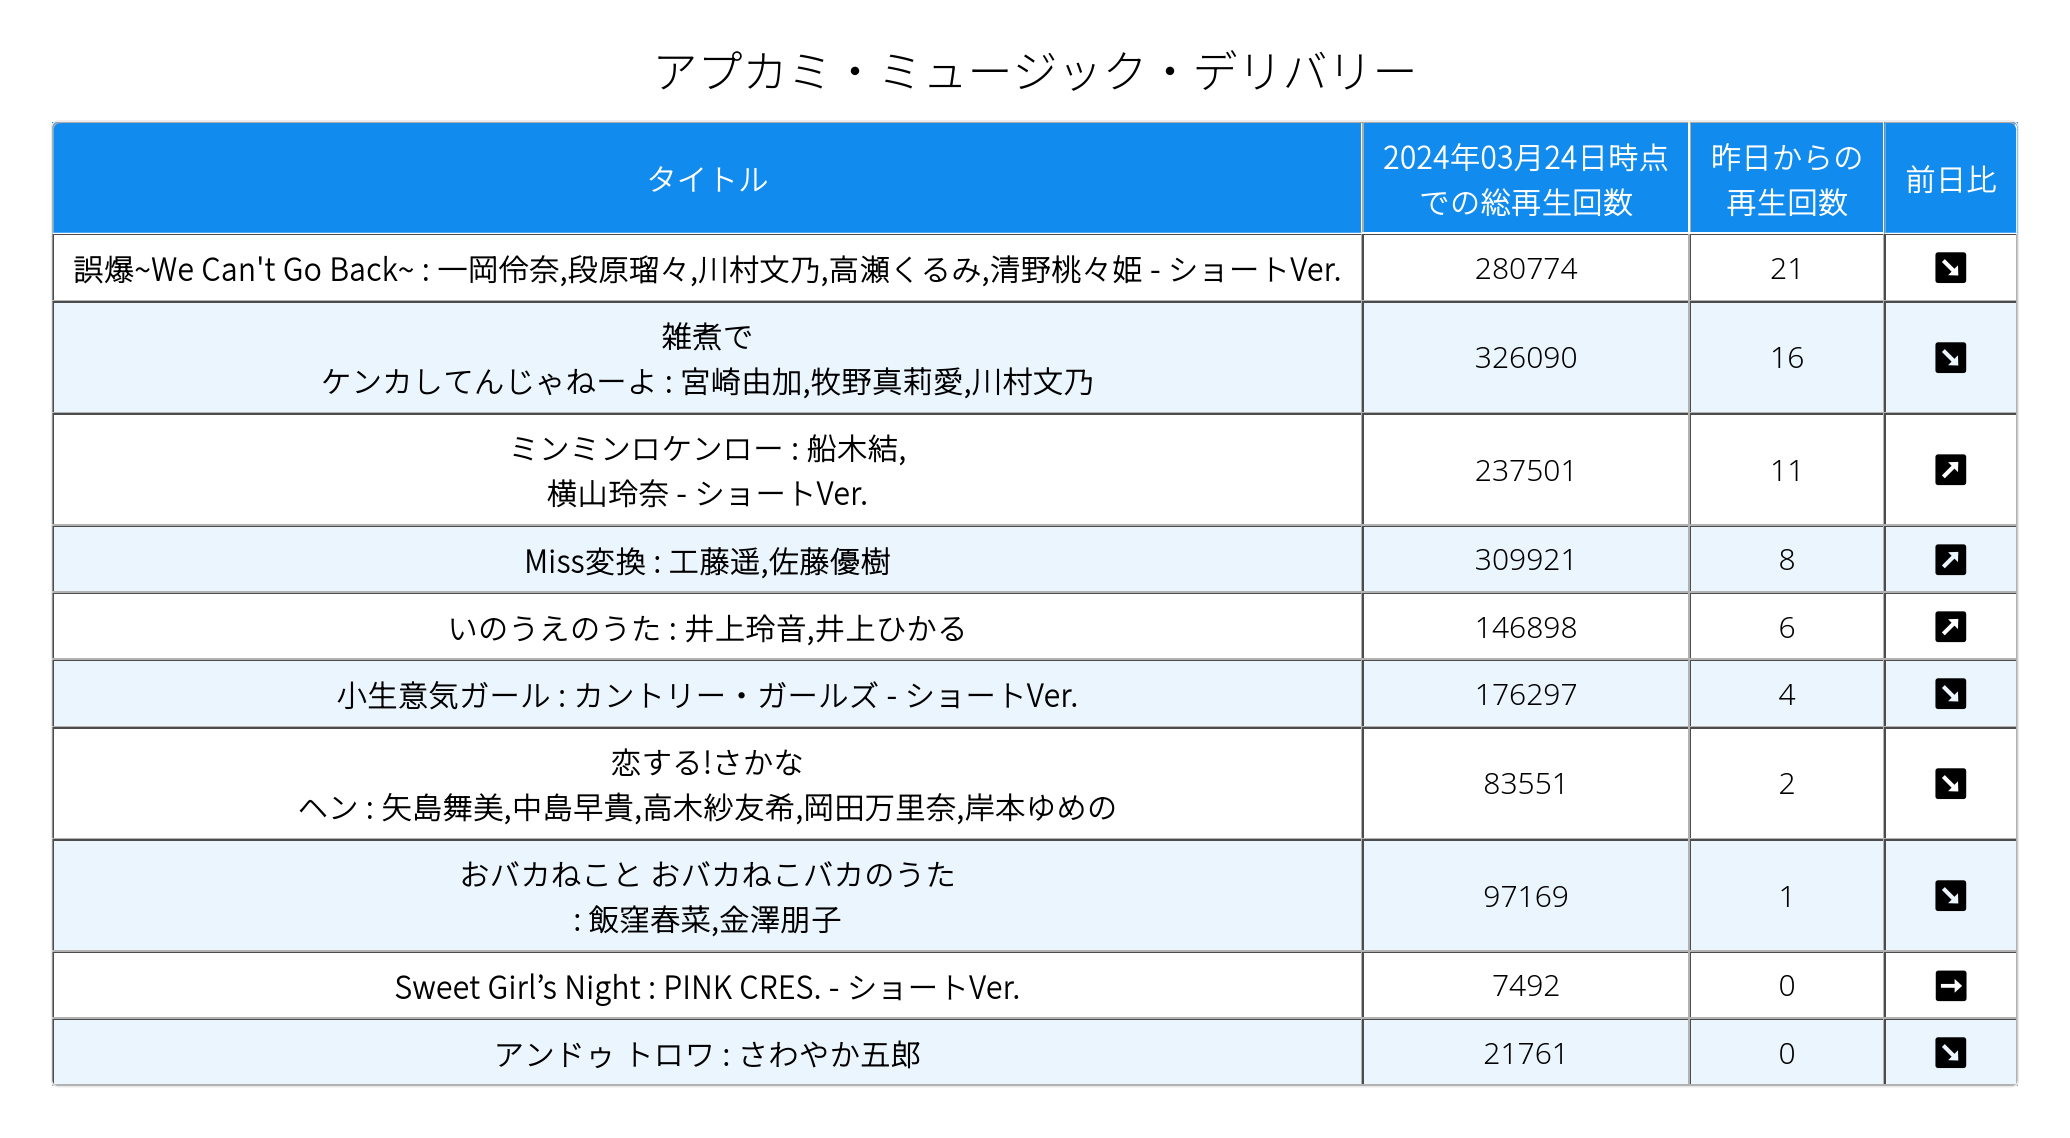 アプカミ・ミュージック・デリバリー
タイトル
2024年03月24日時点
での総再生回数
昨日からの
再生回数
前日比
誤爆~We Can't Go Back~ : 一岡伶奈,段原瑠々,川村文乃,高瀬くるみ,清野桃々姫 - ショートVer.
280774
21
雑煮で
ケンカしてんじゃねーよ : 宮崎由加,牧野真莉愛,川村文乃
326090
16
ミンミンロケンロー : 船木結,
横山玲奈 - ショートVer.
237501
11
Miss変換 : 工藤遥,佐藤優樹
309921
8
いのうえのうた : 井上玲音,井上ひかる
146898
6
小生意気ガール : カントリー・ガールズ - ショートVer.
176297
4
恋する!さかな
ヘン : 矢島舞美,中島早貴,高木紗友希,岡田万里奈,岸本ゆめの
83551
2
おバカねこと おバカねこバカのうた
: 飯窪春菜,金澤朋子
97169
1
Sweet Girl’s Night : PINK CRES. - ショートVer.
7492
0
アンドゥ トロワ : さわやか五郎
21761
0